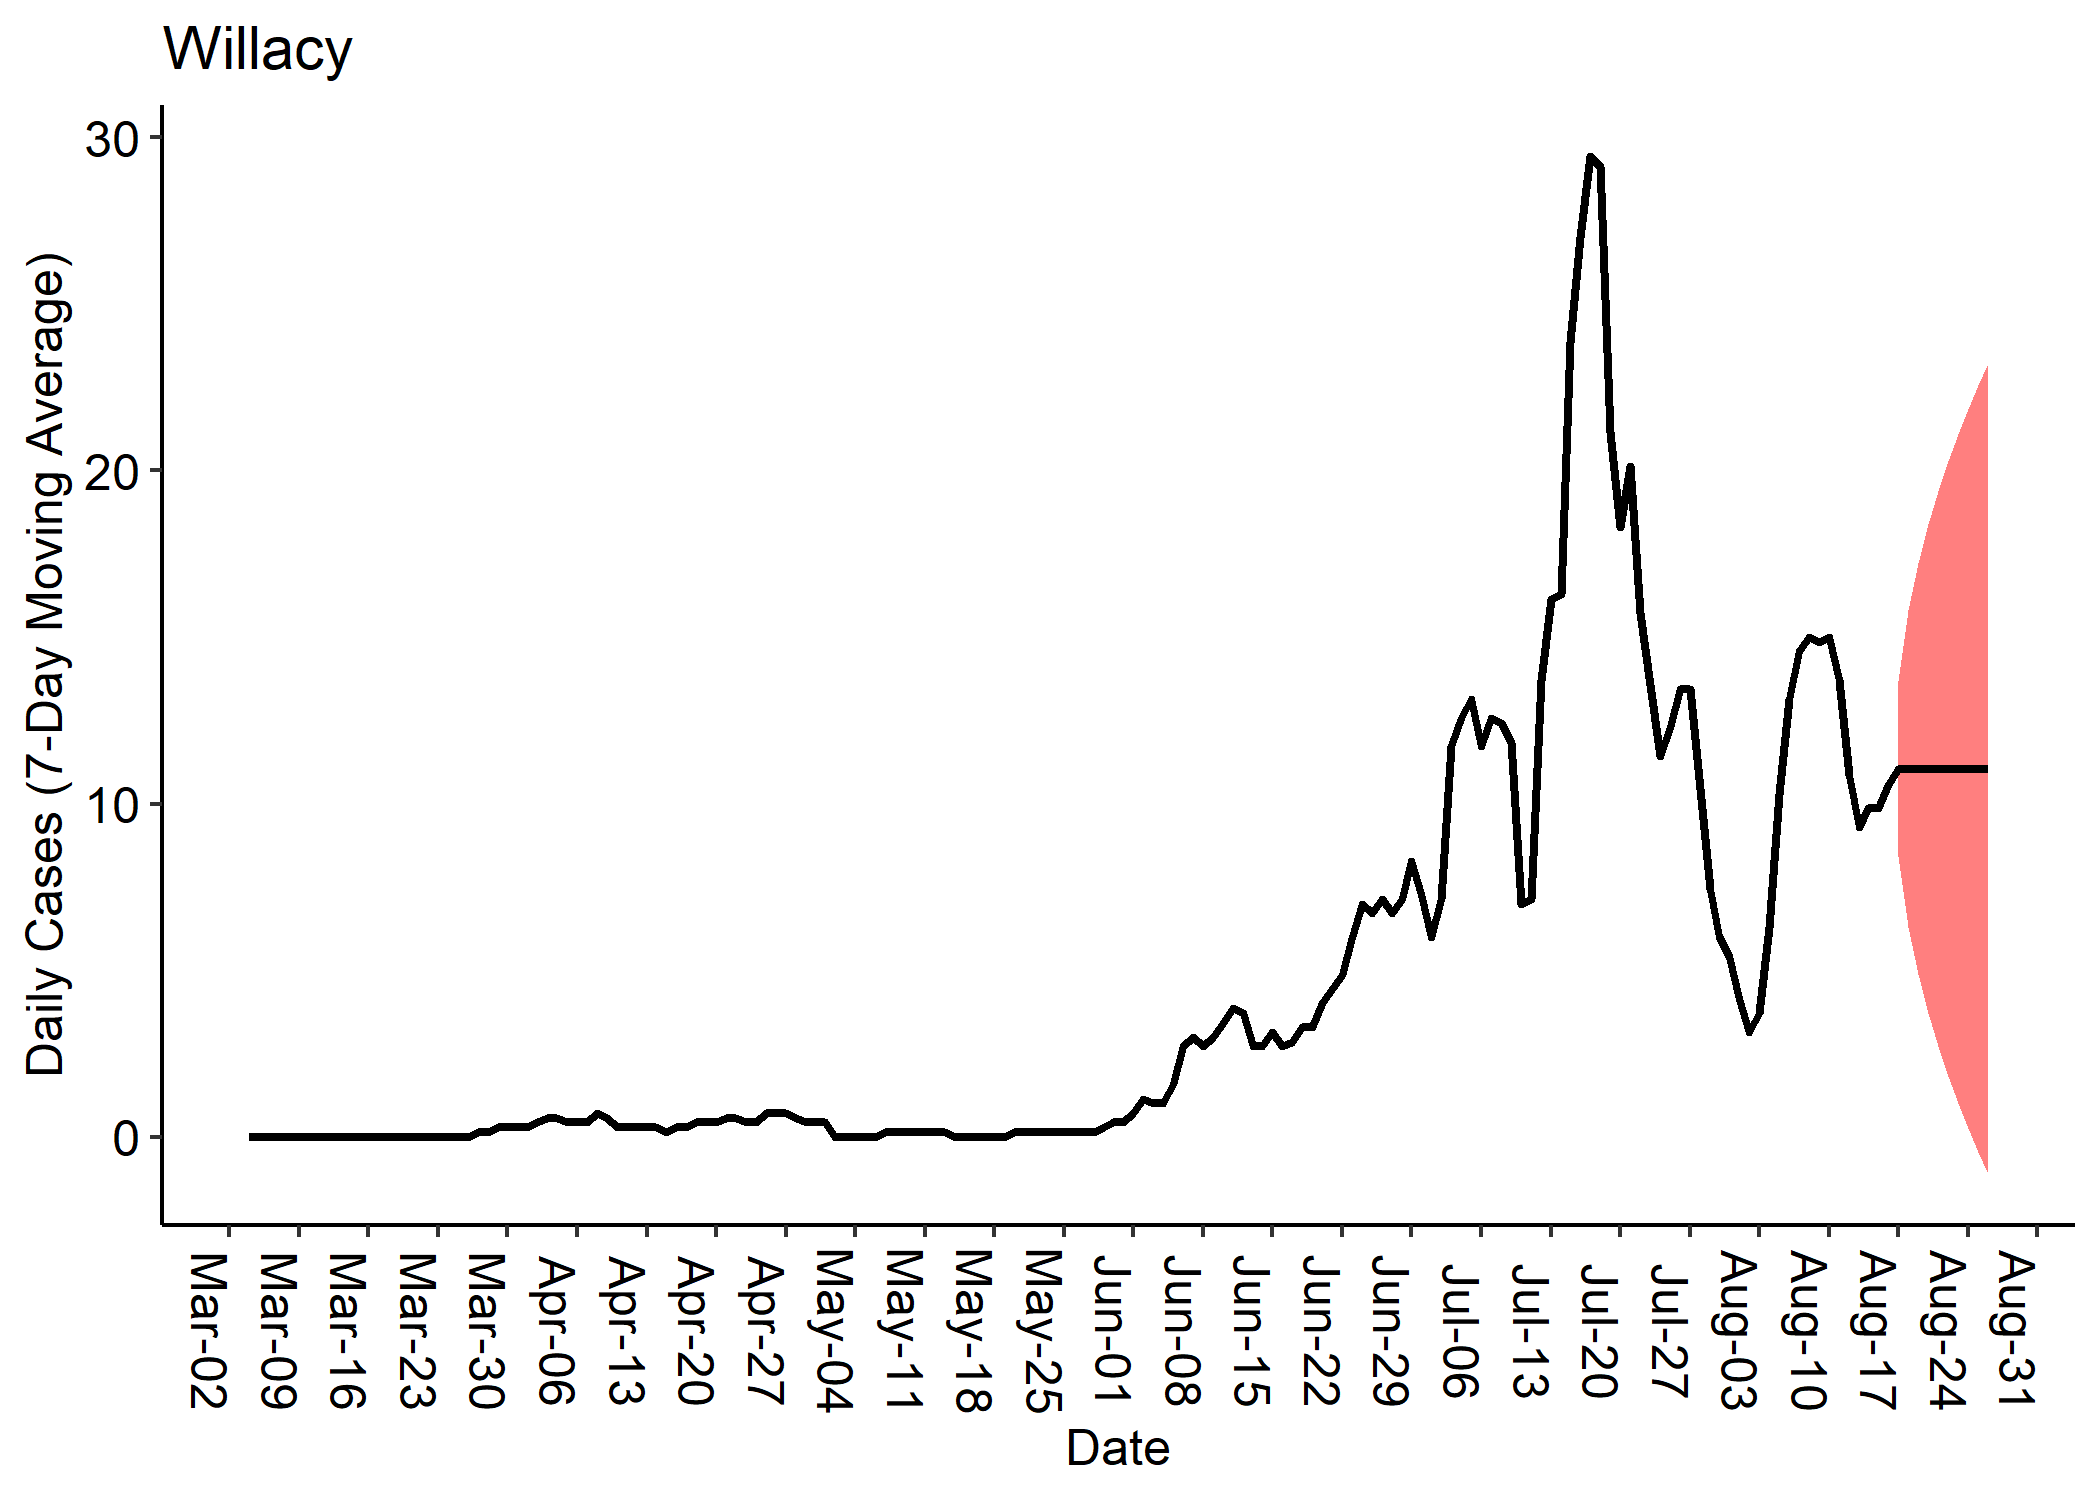 Willacy
Daily Cases (7-Day Moving Average)
30
20
10
0
Mar-02
Mar-09
Mar-16
Mar-23
Mar-30
Apr-06
Apr-13
Apr-20
Apr-27
May-04
May-11
May-18
May-25
Jun-01
Jun-08
Jun-15
Jun-22
Jun-29
Jul-06
Jul-13
Jul-20
Jul-27
Aug-03
Aug-10
Aug-17
Aug-24
Aug-31
Date